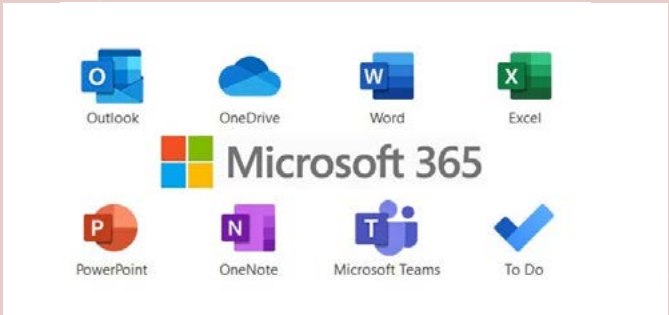 O
W
X
Outlook
OneDrive
Word
Excel
Microsoft 365
P
N
T
PowerPoint
OneNote
Microsoft Teams
To Do